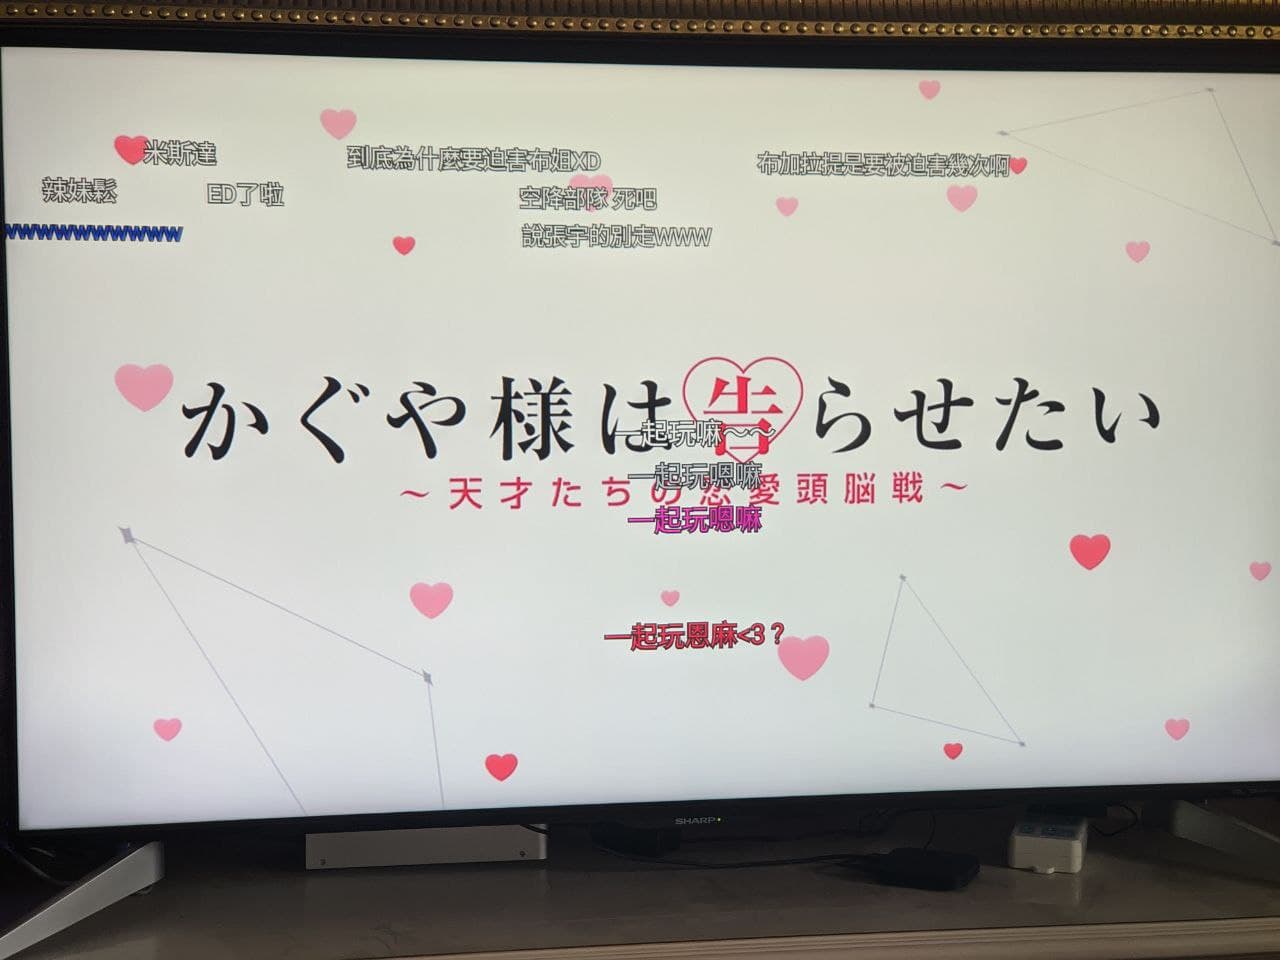 米斯達
到底為什麼要迫害布姐XD
布加拉提是要被迫害幾次啊
辣妹鬆
ED了啦
空降部隊 死吧
wwwwwwwwwww
說張宇的別走WWW
かぐや様は告らせたい
一起玩嘛～～
一起玩嗯嘛
～天才たちの恋愛頭脳戦～
一起玩嗯嘛
一起玩恩麻<3？
SHARP